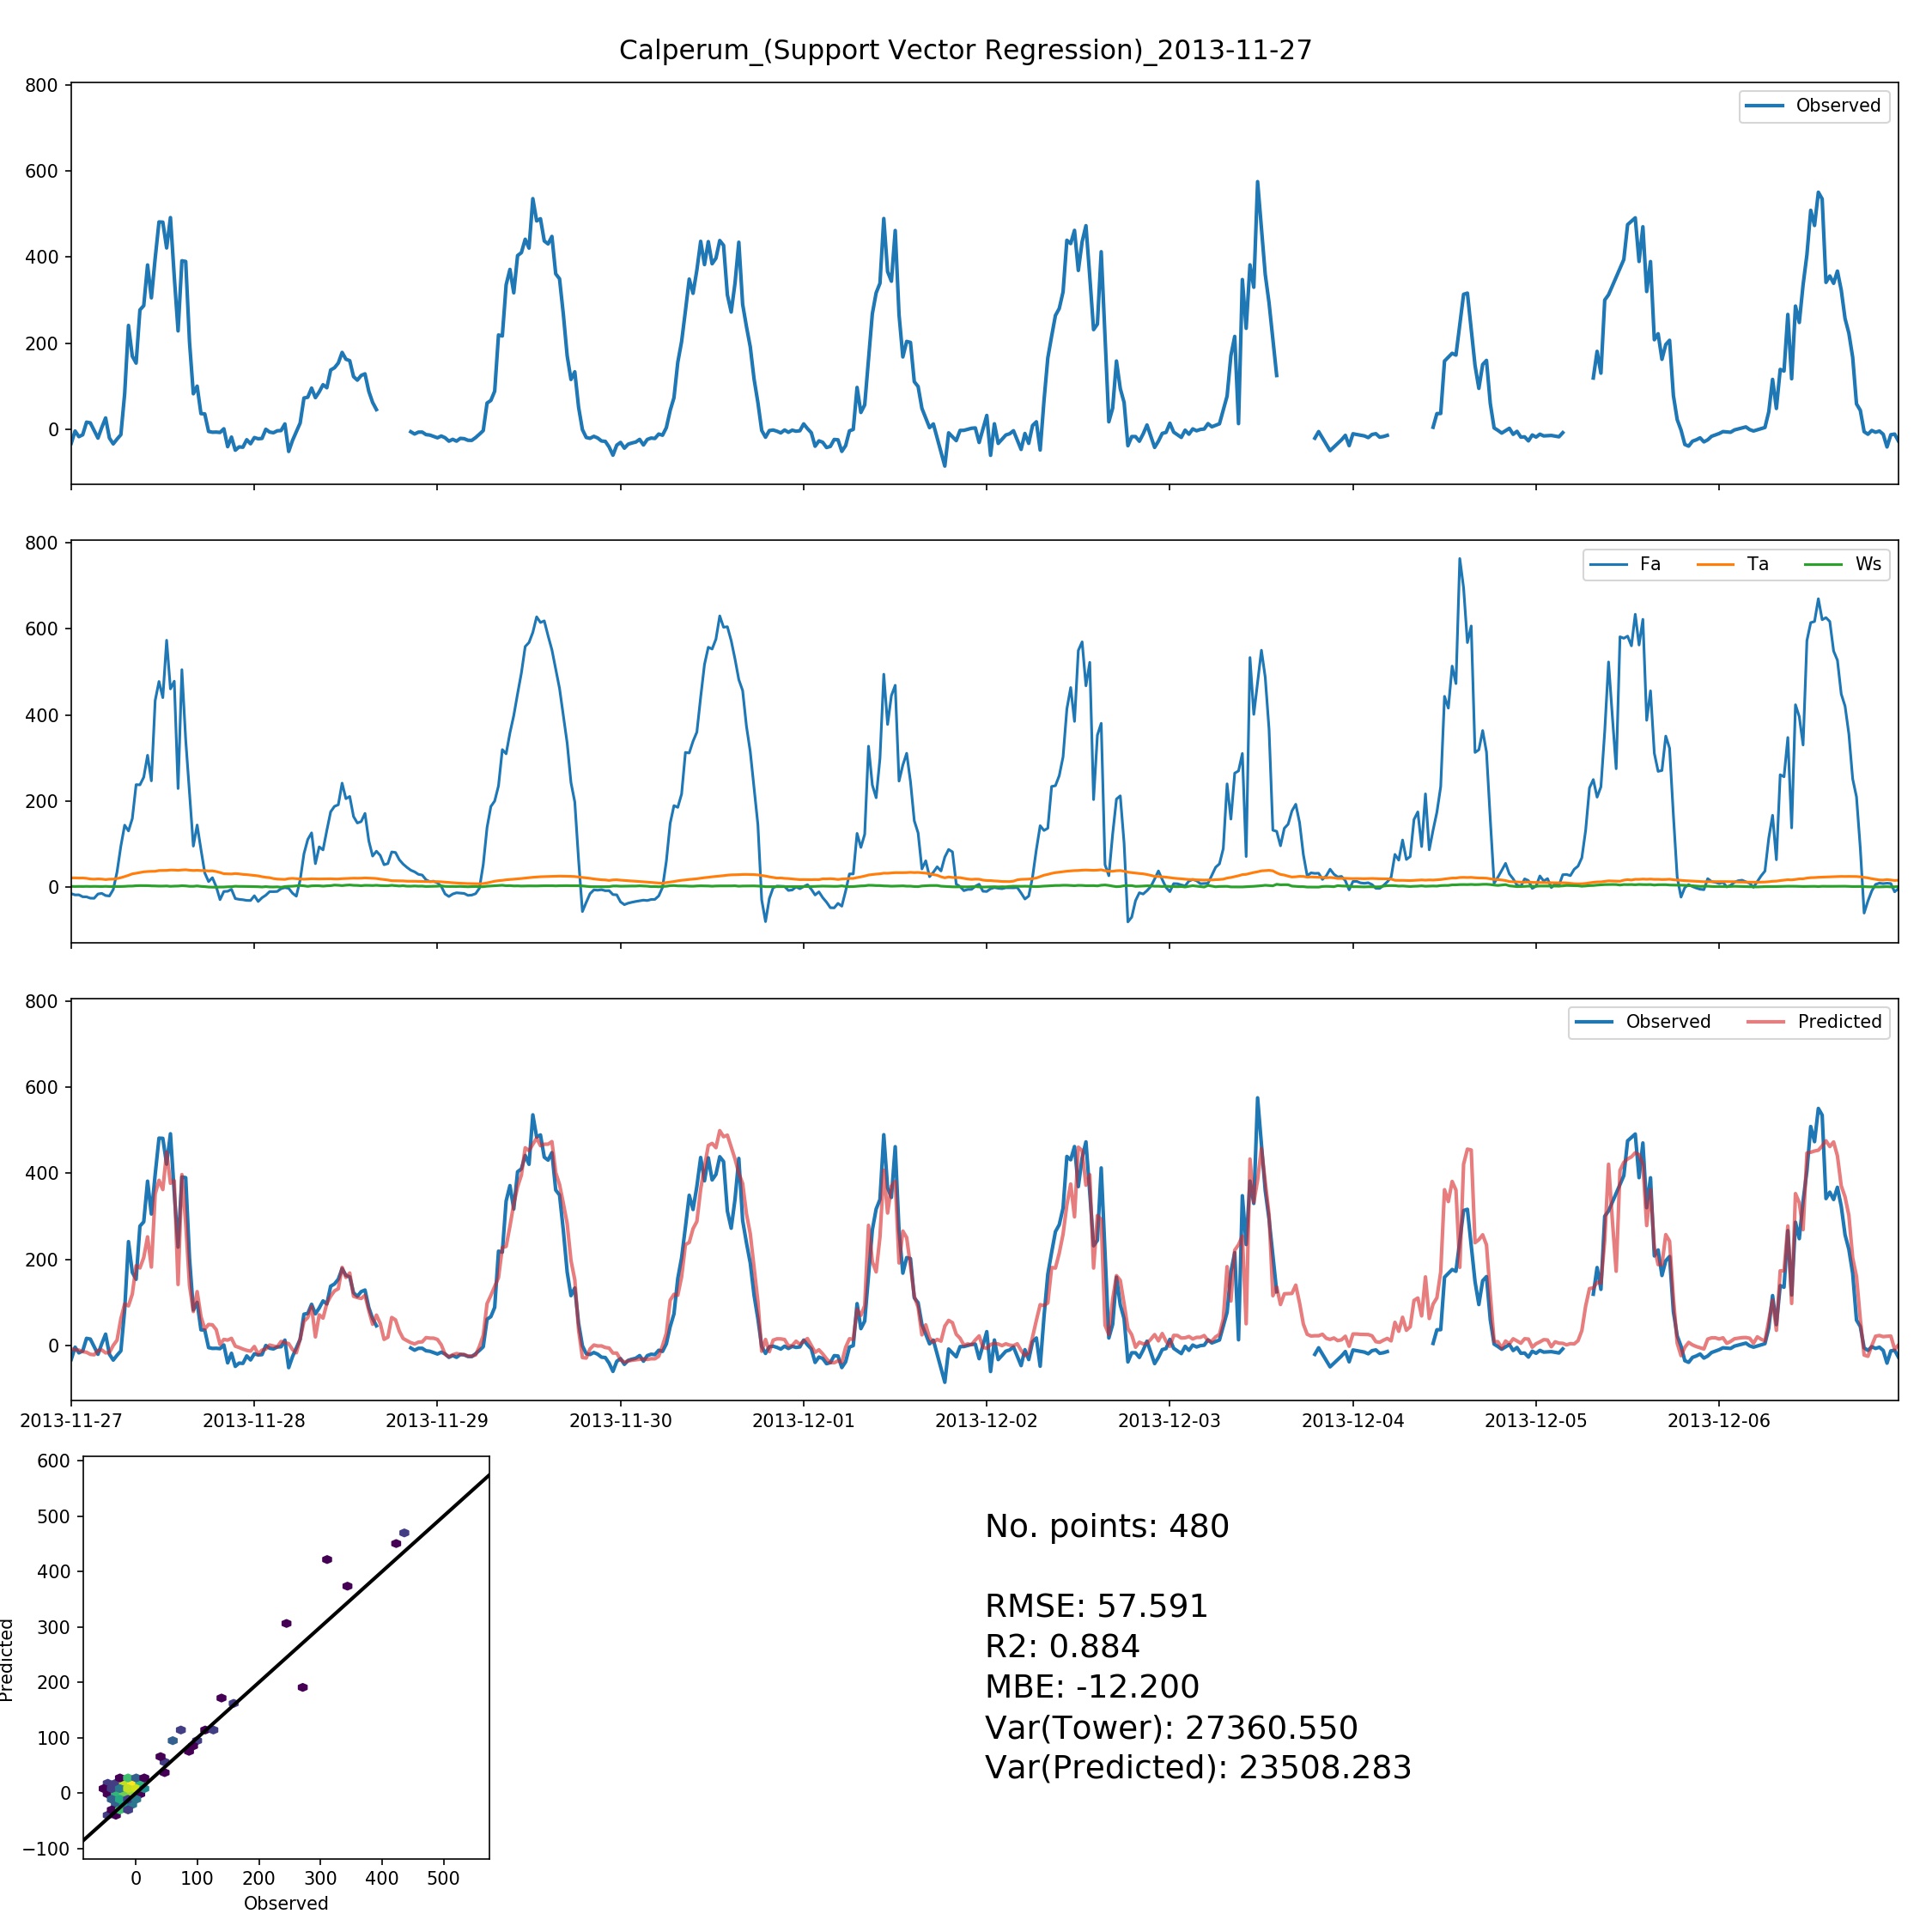 Calperum_(Support Vector Regression)_2013-11-27
800
600
400
200
0
Observed
800
600
400
200
0
Fa Ta Ws
800
600
400
200
0
Observed Predicted
2013-11-27 2013-11-28 2013-11-29 2013-11-30 2013-12-01 2013-12-02 2013-12-03 2013-12-04 2013-12-05 2013-12-06
600
500
400
300
200
100
0
−100
Predicted
0 100 200 300 400 500
Observed
No. points: 480
RMSE: 57.591
R2: 0.884
MBE: -12.200
Var(Tower): 27360.550
Var(Predicted): 23508.283